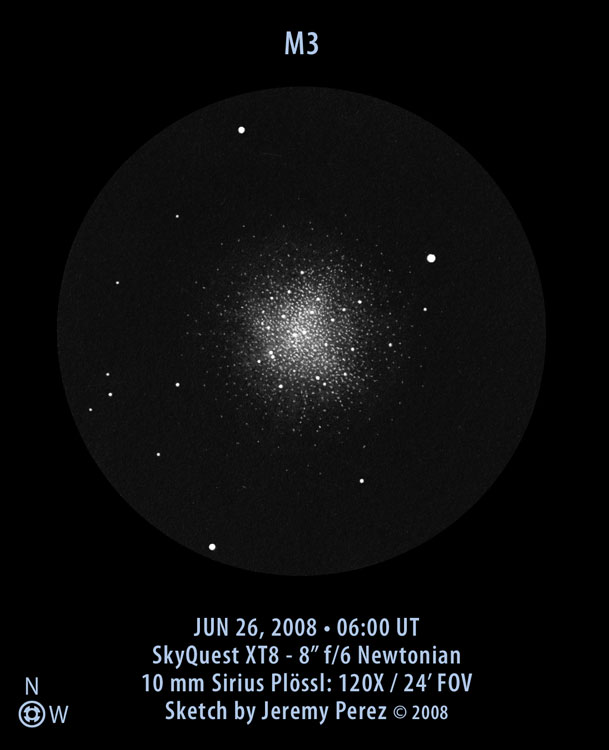 M3
JUN 26, 2008 • 06:00 UT
SkyQuest XT8 - 8” f/6 Newtonian
10 mm Sirius Plössl: 120X / 24’ FOV
Sketch by Jeremy Perez © 2008
N
W